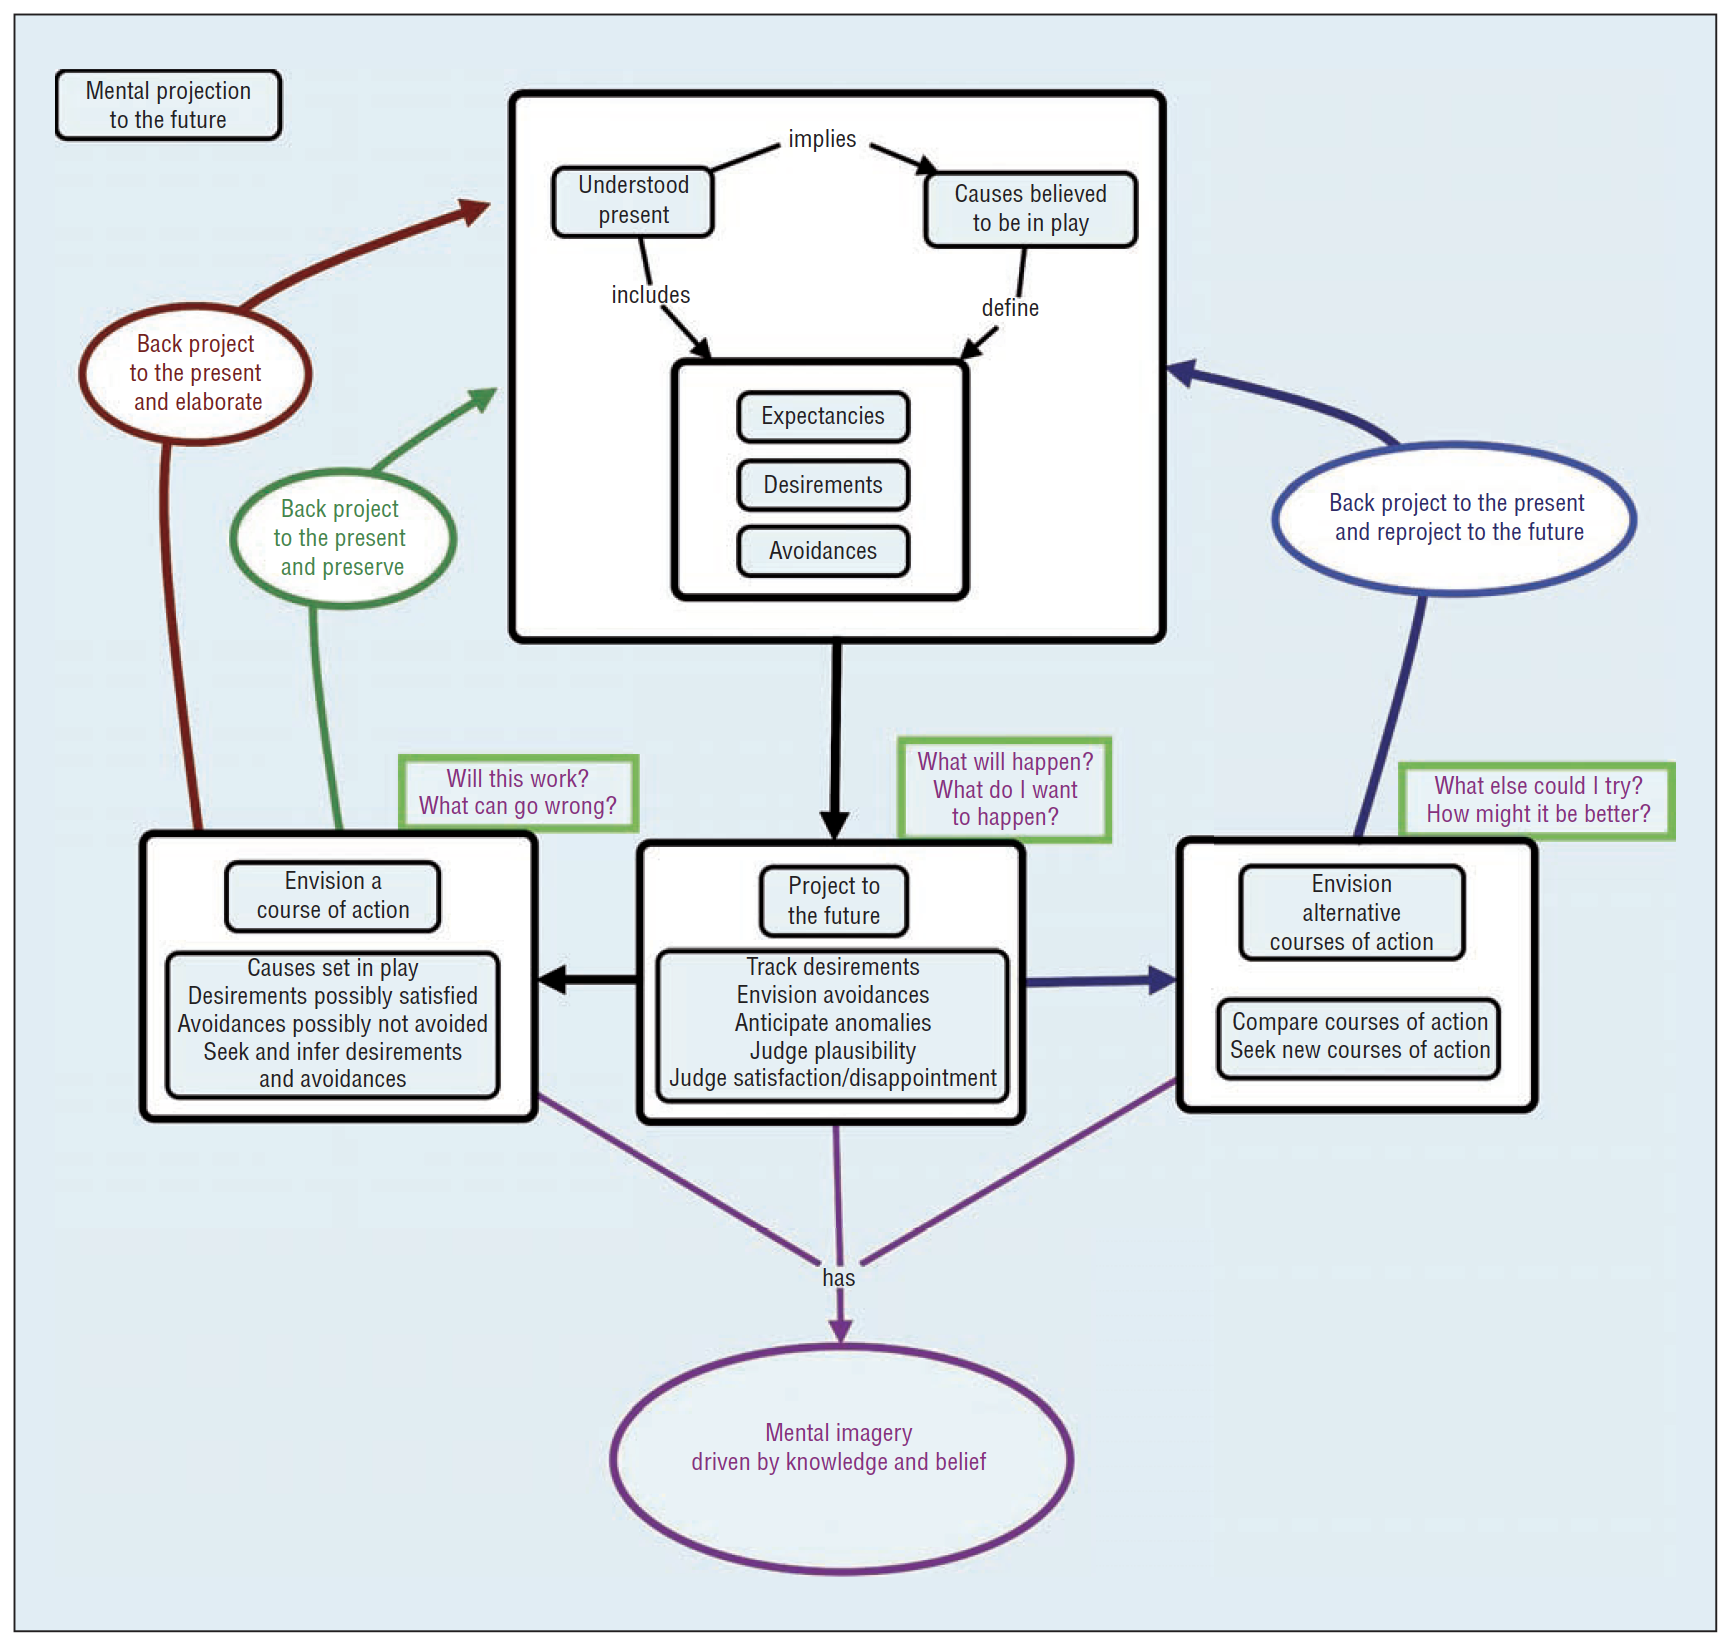 Mental projection
to the future
implies
Understood
present
Causes believed
to be in play
includes
define
Expectancies
Desirements
Avoidances
Back project
to the present
and elaborate
Back project
to the present
and preserve
Back project to the present
and reproject to the future
Will this work?
What can go wrong?
What will happen?
What do I want
to happen?
What else could I try?
How might it be better?
Envision a
course of action
Causes set in play
Desirements possibly satisfied
Avoidances possibly not avoided
Seek and infer desirements
and avoidances
Project to
the future
Track desirements
Envision avoidances
Anticipate anomalies
Judge plausibility
Judge satisfaction/disappointment
Envision
alternative
courses of action
Compare courses of action
Seek new courses of action
has
Mental imagery
driven by knowledge and belief